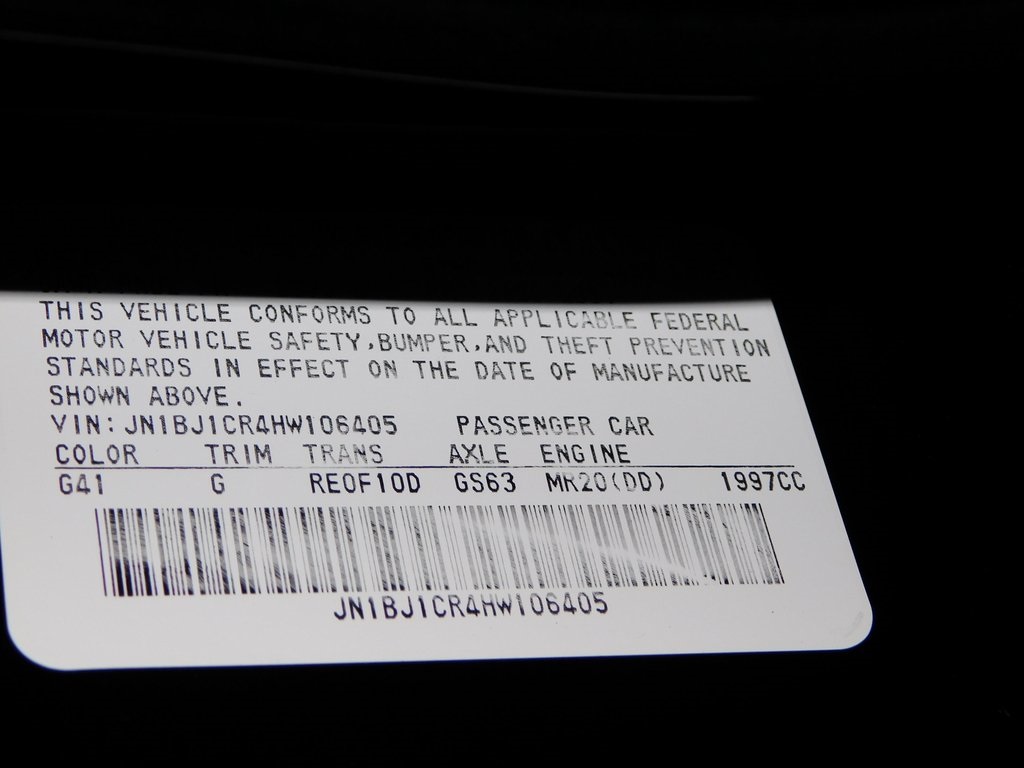 THIS VEHICLE CONFORMS TO ALL APPLICABLE FEDERAL
MOTOR VEHICLE SAFETY,BUMPER,AND THEFT PREVENTION
STANDARDS IN EFFECT ON THE DATE OF MANUFACTURE
SHOWN ABOVE.
VIN:JN1BJ1CR4HW106405 PASSENGER CAR
COLOR TRIM TRANS AXLE ENGINE
G41 G RE0F10D GS63 MR20(DD) 1997CC
JN1BJ1CR4HW106405